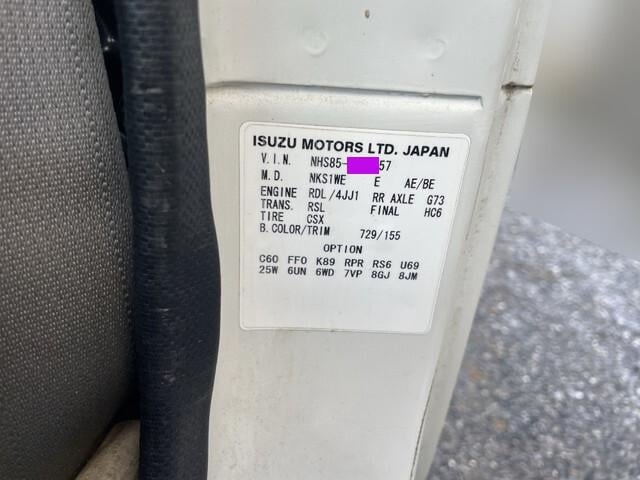 ISUZU MOTORS LTD. JAPAN
V.I.N. NHS85- 57
M.D. NKS1WE E AE/BE
ENGINE RDL /4JJ1 RR AXLE G73
TRANS. RSL FINAL HC6
TIRE CSX
B.COLOR/TRIM 729/155
OPTION
C60 FF0 K89 RPR RS6 U69
25W 6UN 6WD 7VP 8GJ 8JM